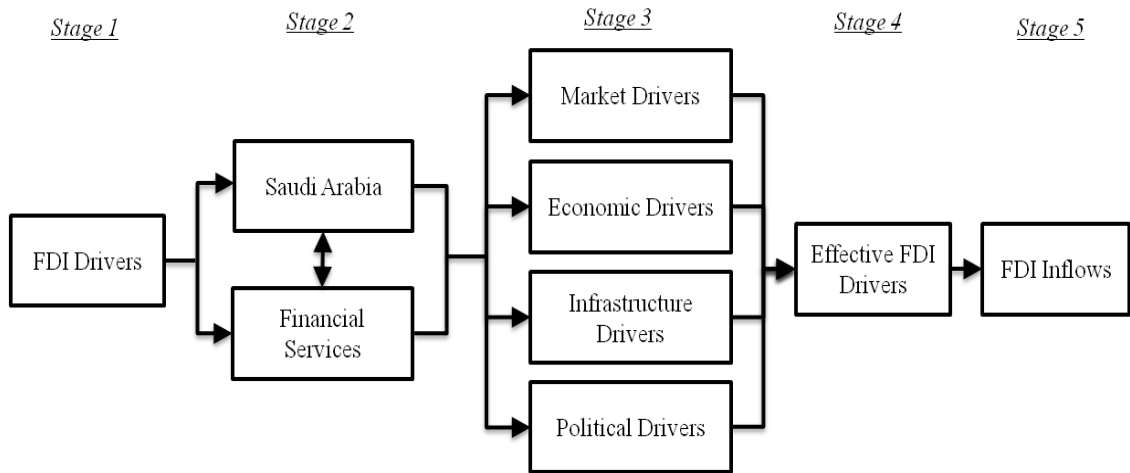 Stage 1
Stage 2
Stage 3
Stage 4
Stage 5
FDI Drivers
Saudi Arabia
Financial
Services
Market Drivers
Economic Drivers
Infrastructure
Drivers
Political Drivers
Effective FDI
Drivers
FDI Inflows